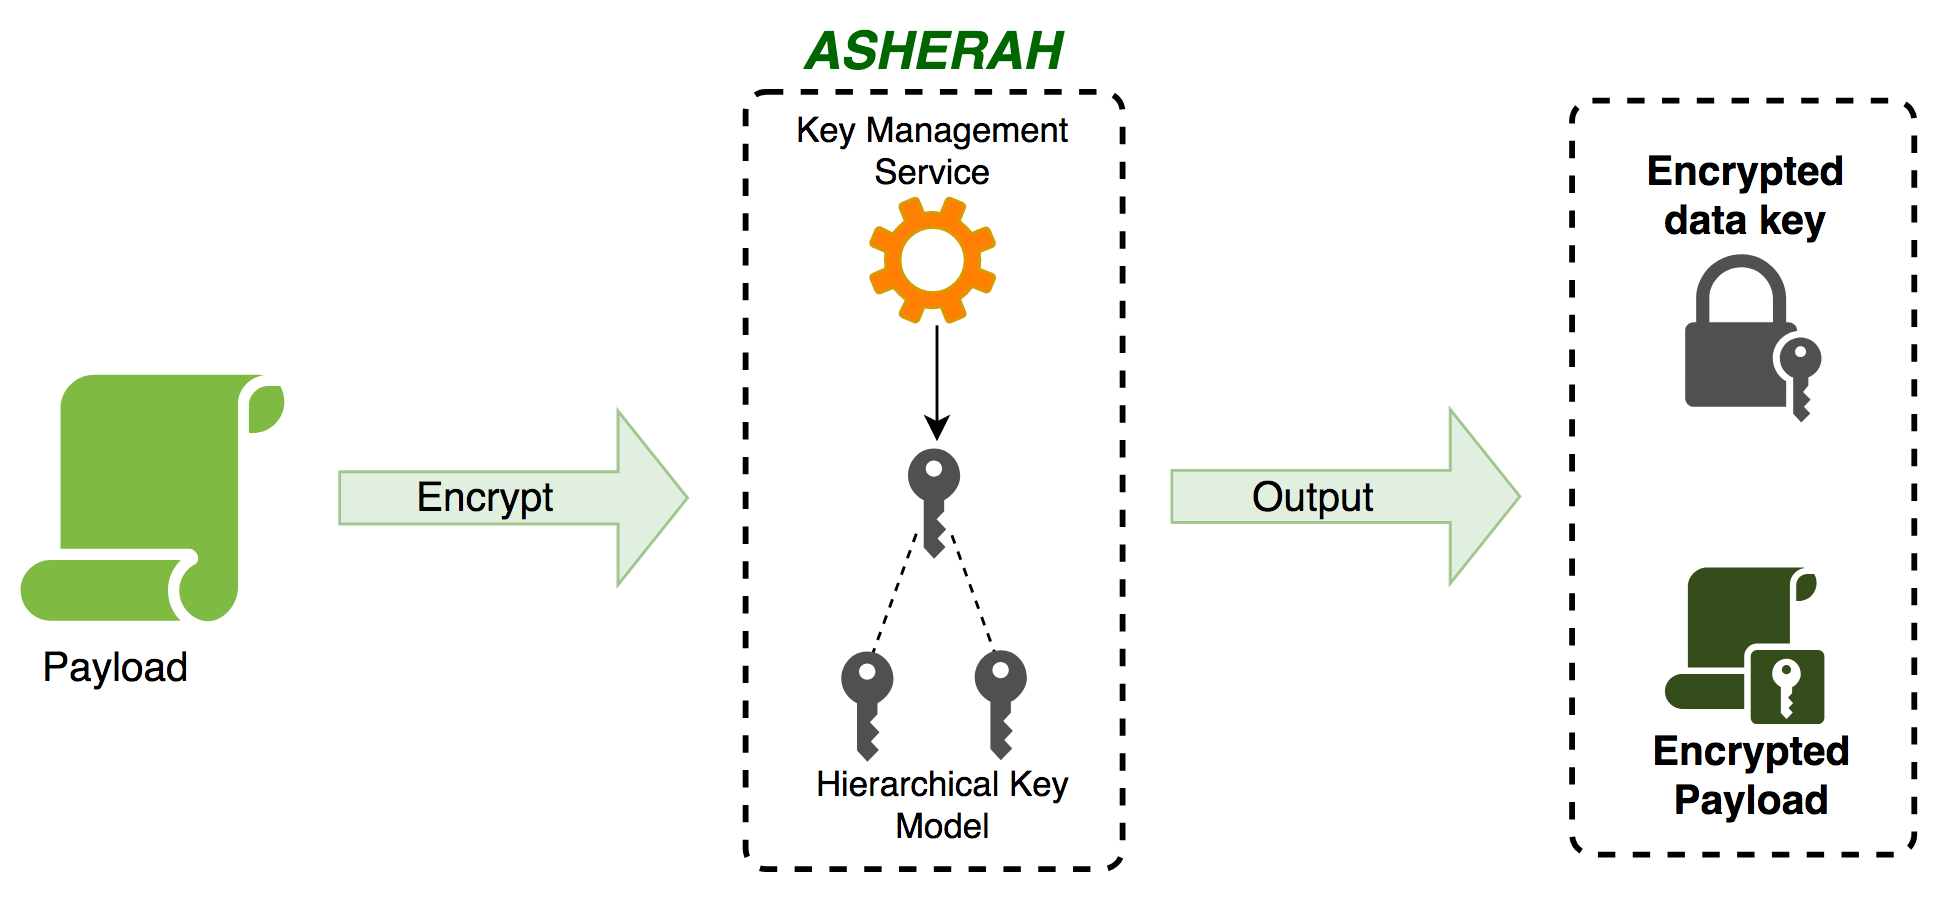 ASHERAH
Key Management
Service
Encrypted
data key
Encrypt
Output
Payload
Hierarchical Key
Model
Encrypted
Payload